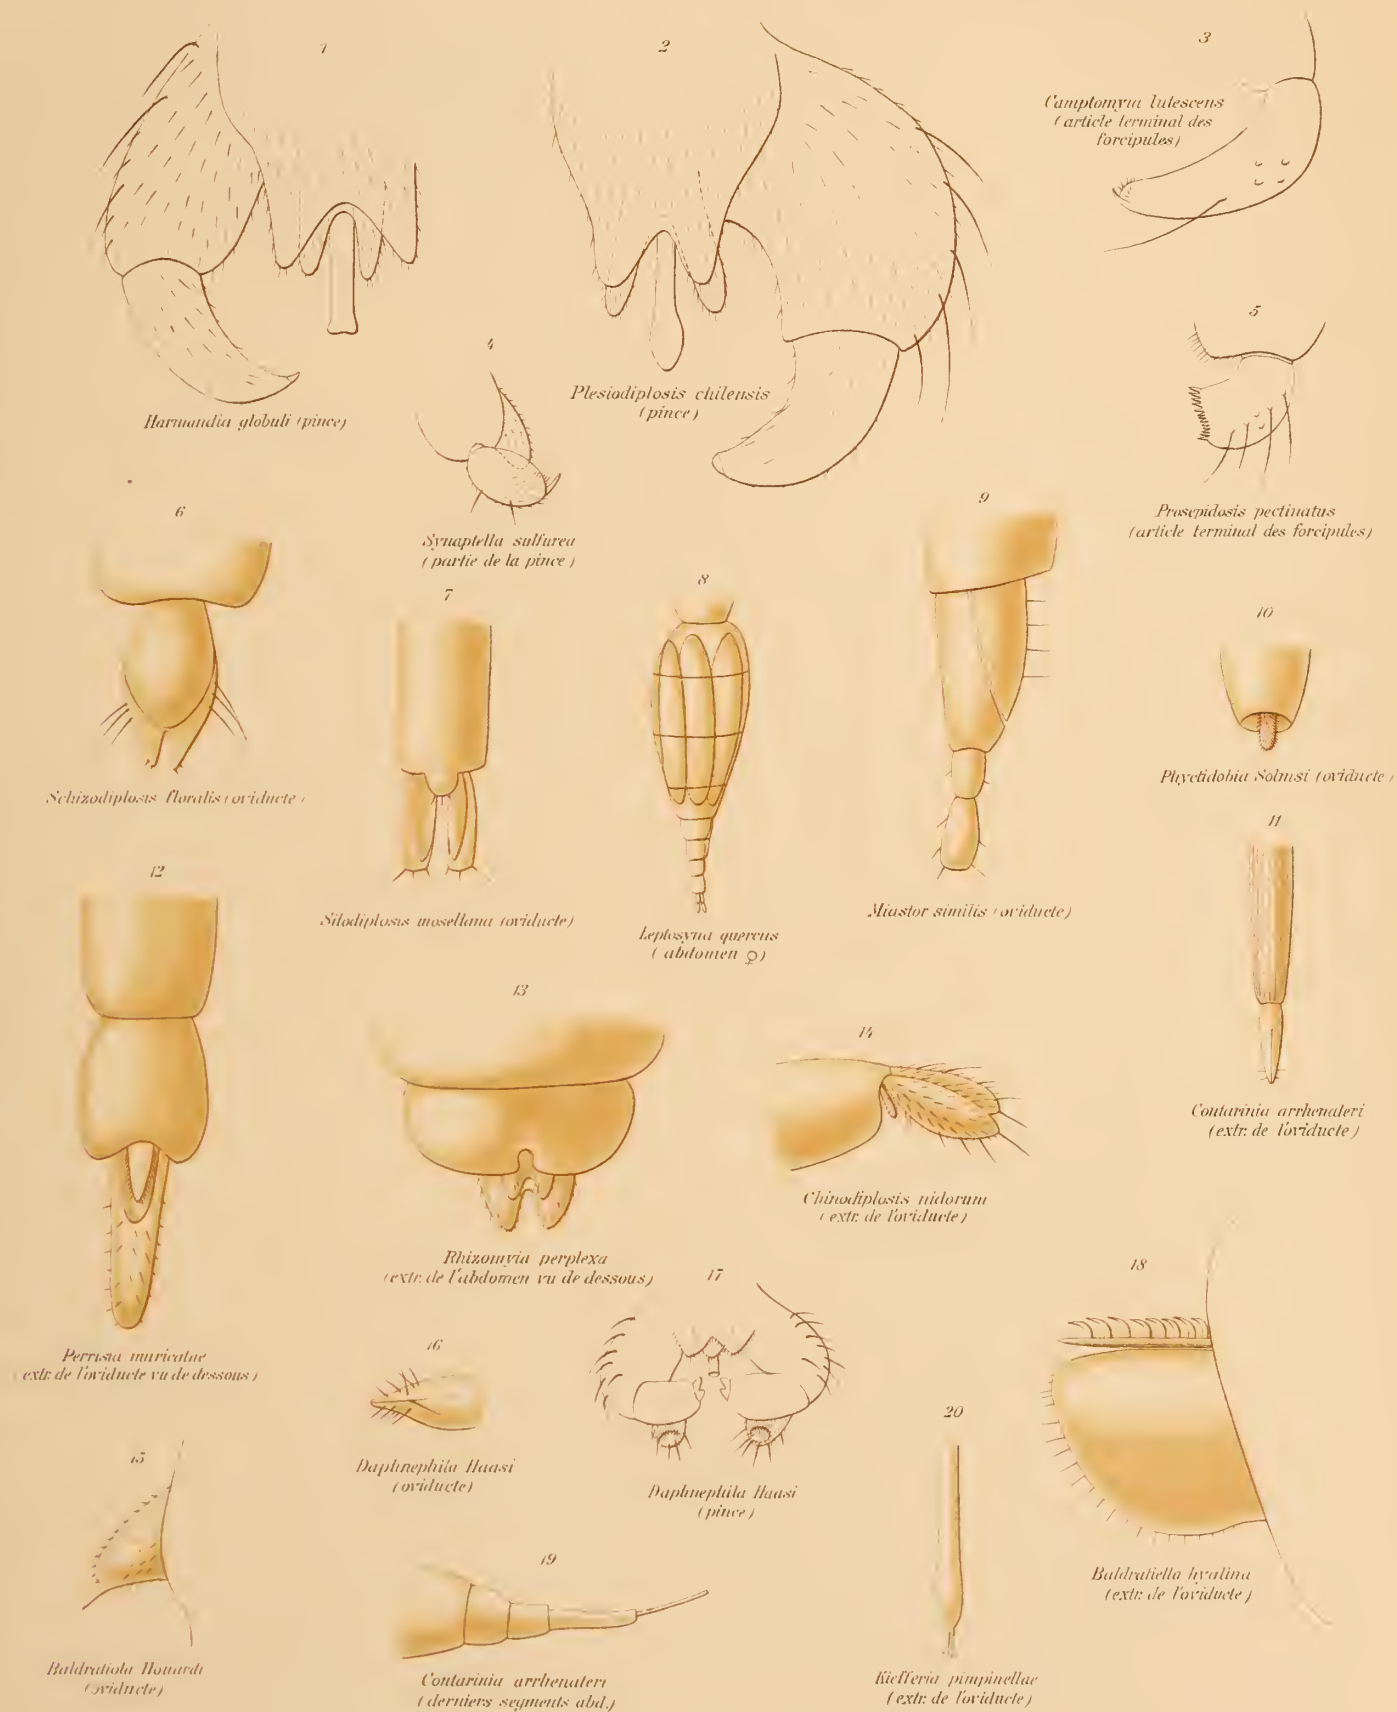 1
Harmandia globuli (pince)
2
Plesiodiplosis chilensis
(pince)
3
Camptomyia lutescens
(article terminal des
forcipules)
4
Synaptella sulfurea
(partie de la pince)
5
Prosepidosis pectinatus
(article terminal des forcipules)
6
Schizodiplosis floralis (oviducte)
7
Sitodiplosis mosellana (oviducte)
8
Leptosyna quercus
(abdomen ♀)
9
Miastor similis (oviducte)
10
Phyctidobia Solmsi (oviducte)
11
Contarinia arrhenateri
(extr. de l'oviducte)
12
Perrisia muricatae
(extr. de l'oviducte vu de dessous)
13
Rhizomyia perplexa
(extr. de l'abdomen vu de dessous)
14
Chinodiplosis nidorum
(extr. de l'oviducte)
15
Baldratiola Houardi
(oviducte)
16
Daphnephila Haasi
(oviducte)
17
Daphnephila Haasi
(pince)
18
Baldratiella hyalina
(extr. de l'oviducte)
19
Contarinia arrhenateri
(derniers segments abd.)
20
Kiefferia pimpinellae
(extr. de l'oviducte)